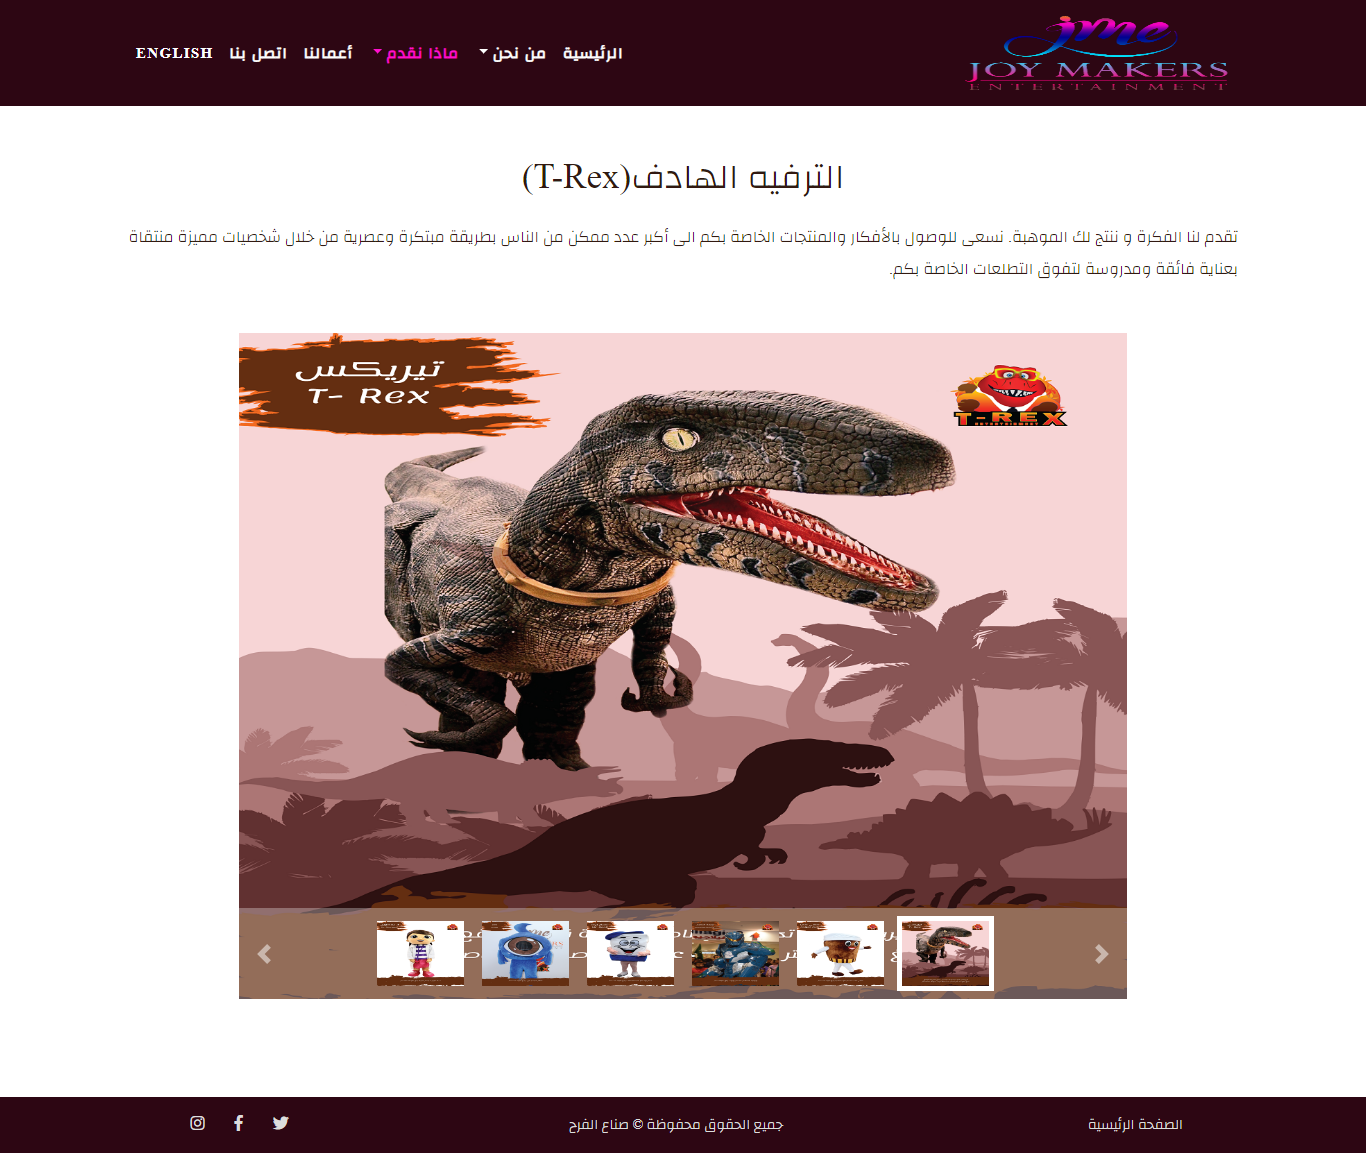 jmc
JOY MAKERS
ENTERTAINMENT
الرئيسية
من نحن
ماذا نقدم
أعمالنا
اتصل بنا
ENGLISH
الترفيه الهادف(T-Rex)
تقدم لنا الفكرة و ننتج لك الموهبة. نسعى للوصول بالأفكار والمنتجات الخاصة بكم الى أكبر عدد ممكن من الناس بطريقة مبتكرة وعصرية من خلال شخصيات مميزة منتقاة
بعناية فائقة ومدروسة لتفوق التطلعات الخاصة بكم.
تيريكس
T- Rex
T-REX
ENTERTAINMENT
الصفحة الرئيسية
جميع الحقوق محفوظة © صناع الفرح